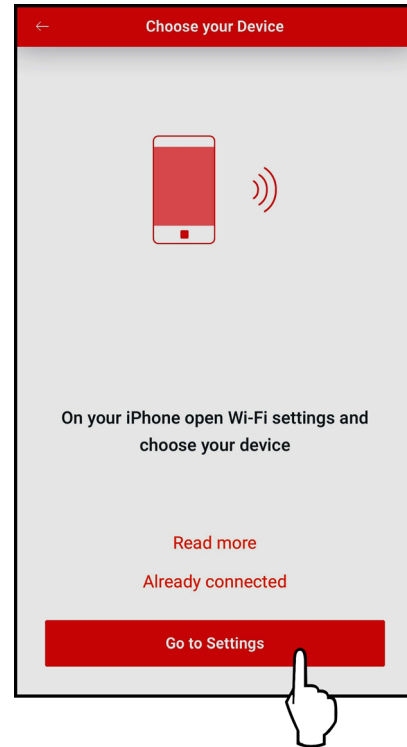 Choose your Device
On your iPhone open Wi-Fi settings and
choose your device
Read more
Already connected
Go to Settings